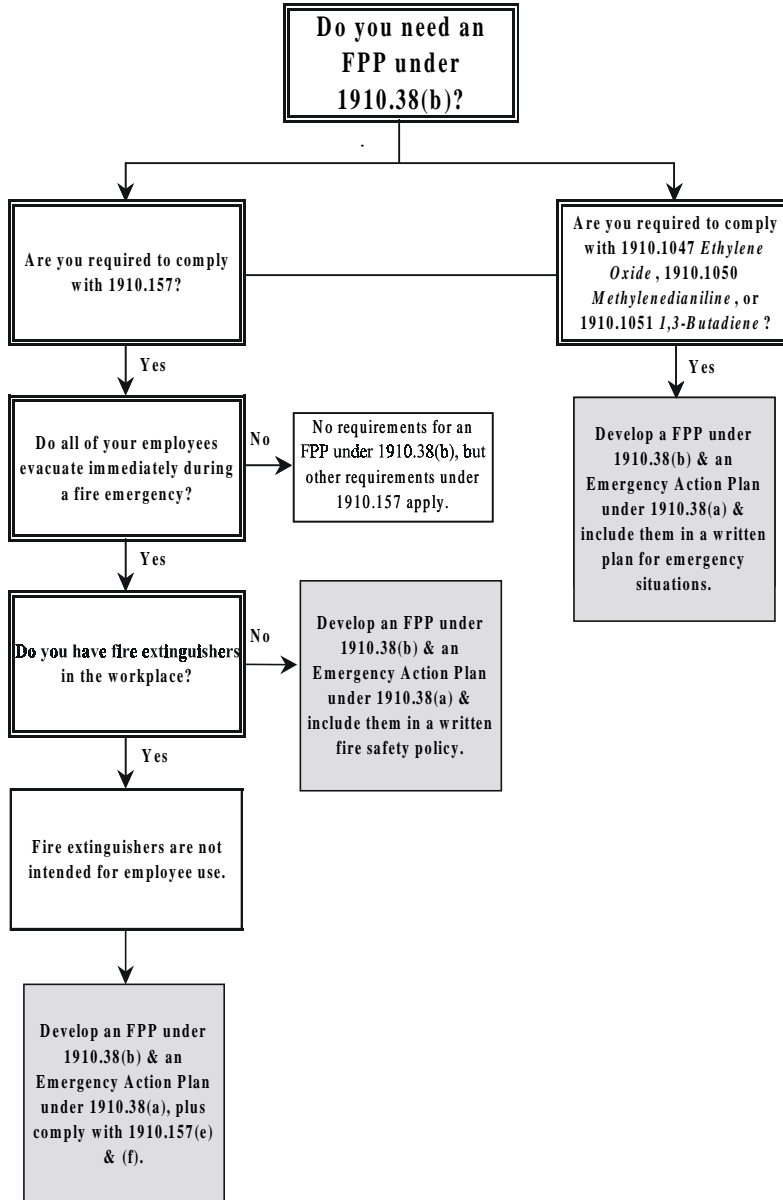 Do you need an
FPP under
1910.38(b)?
Are you required to comply
with 1910.157?
Are you required to comply
with 1910.1047 Ethylene
Oxide, 1910.1050
Methylenedianiline, or
1910.1051 1,3-Butadiene?
Yes
Yes
Do all of your employees
evacuate immediately during
a fire emergency?
No
No requirements for an
FPP under 1910.38(b), but
other requirements under
1910.157 apply.
Develop a FPP under
1910.38(b) & an
Emergency Action Plan
under 1910.38(a) &
include them in a written
plan for emergency
situations.
Yes
Do you have fire extinguishers
in the workplace?
No
Develop an FPP under
1910.38(b) & an
Emergency Action Plan
under 1910.38(a) &
include them in a written
fire safety policy.
Yes
Fire extinguishers are not
intended for employee use.
Develop an FPP under
1910.38(b) & an
Emergency Action Plan
under 1910.38(a), plus
comply with 1910.157(e)
& (f).